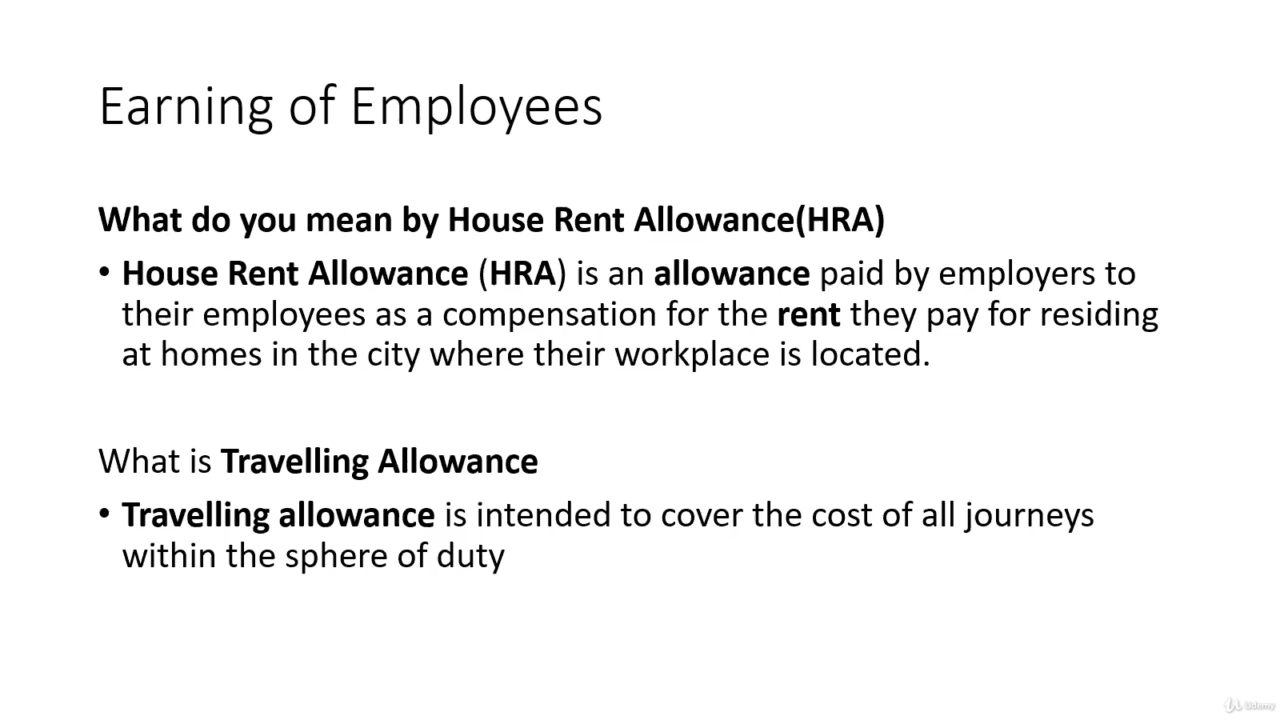 Earning of Employees
What do you mean by House Rent Allowance(HRA)
• House Rent Allowance (HRA) is an allowance paid by employers to
their employees as a compensation for the rent they pay for residing
at homes in the city where their workplace is located.
What is Travelling Allowance
• Travelling allowance is intended to cover the cost of all journeys
within the sphere of duty
Udemy